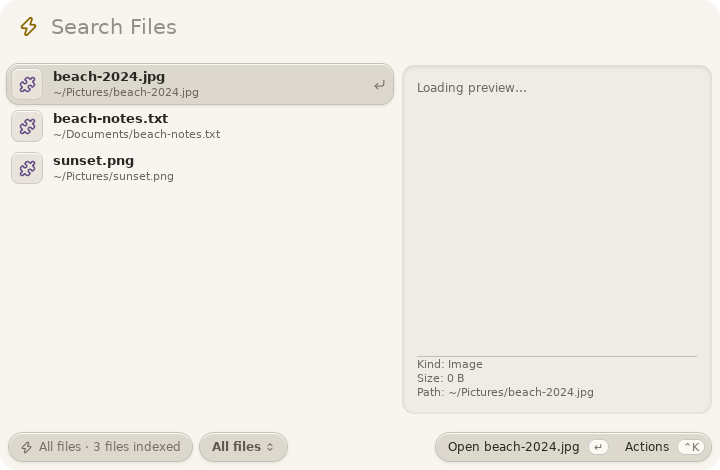 Search Files
beach-2024.jpg
~/Pictures/beach-2024.jpg
beach-notes.txt
~/Documents/beach-notes.txt
sunset.png
~/Pictures/sunset.png
Loading preview...
Kind: Image
Size: 0 B
Path: ~/Pictures/beach-2024.jpg
All files · 3 files indexed
All files
Open beach-2024.jpg ↵ Actions ^K